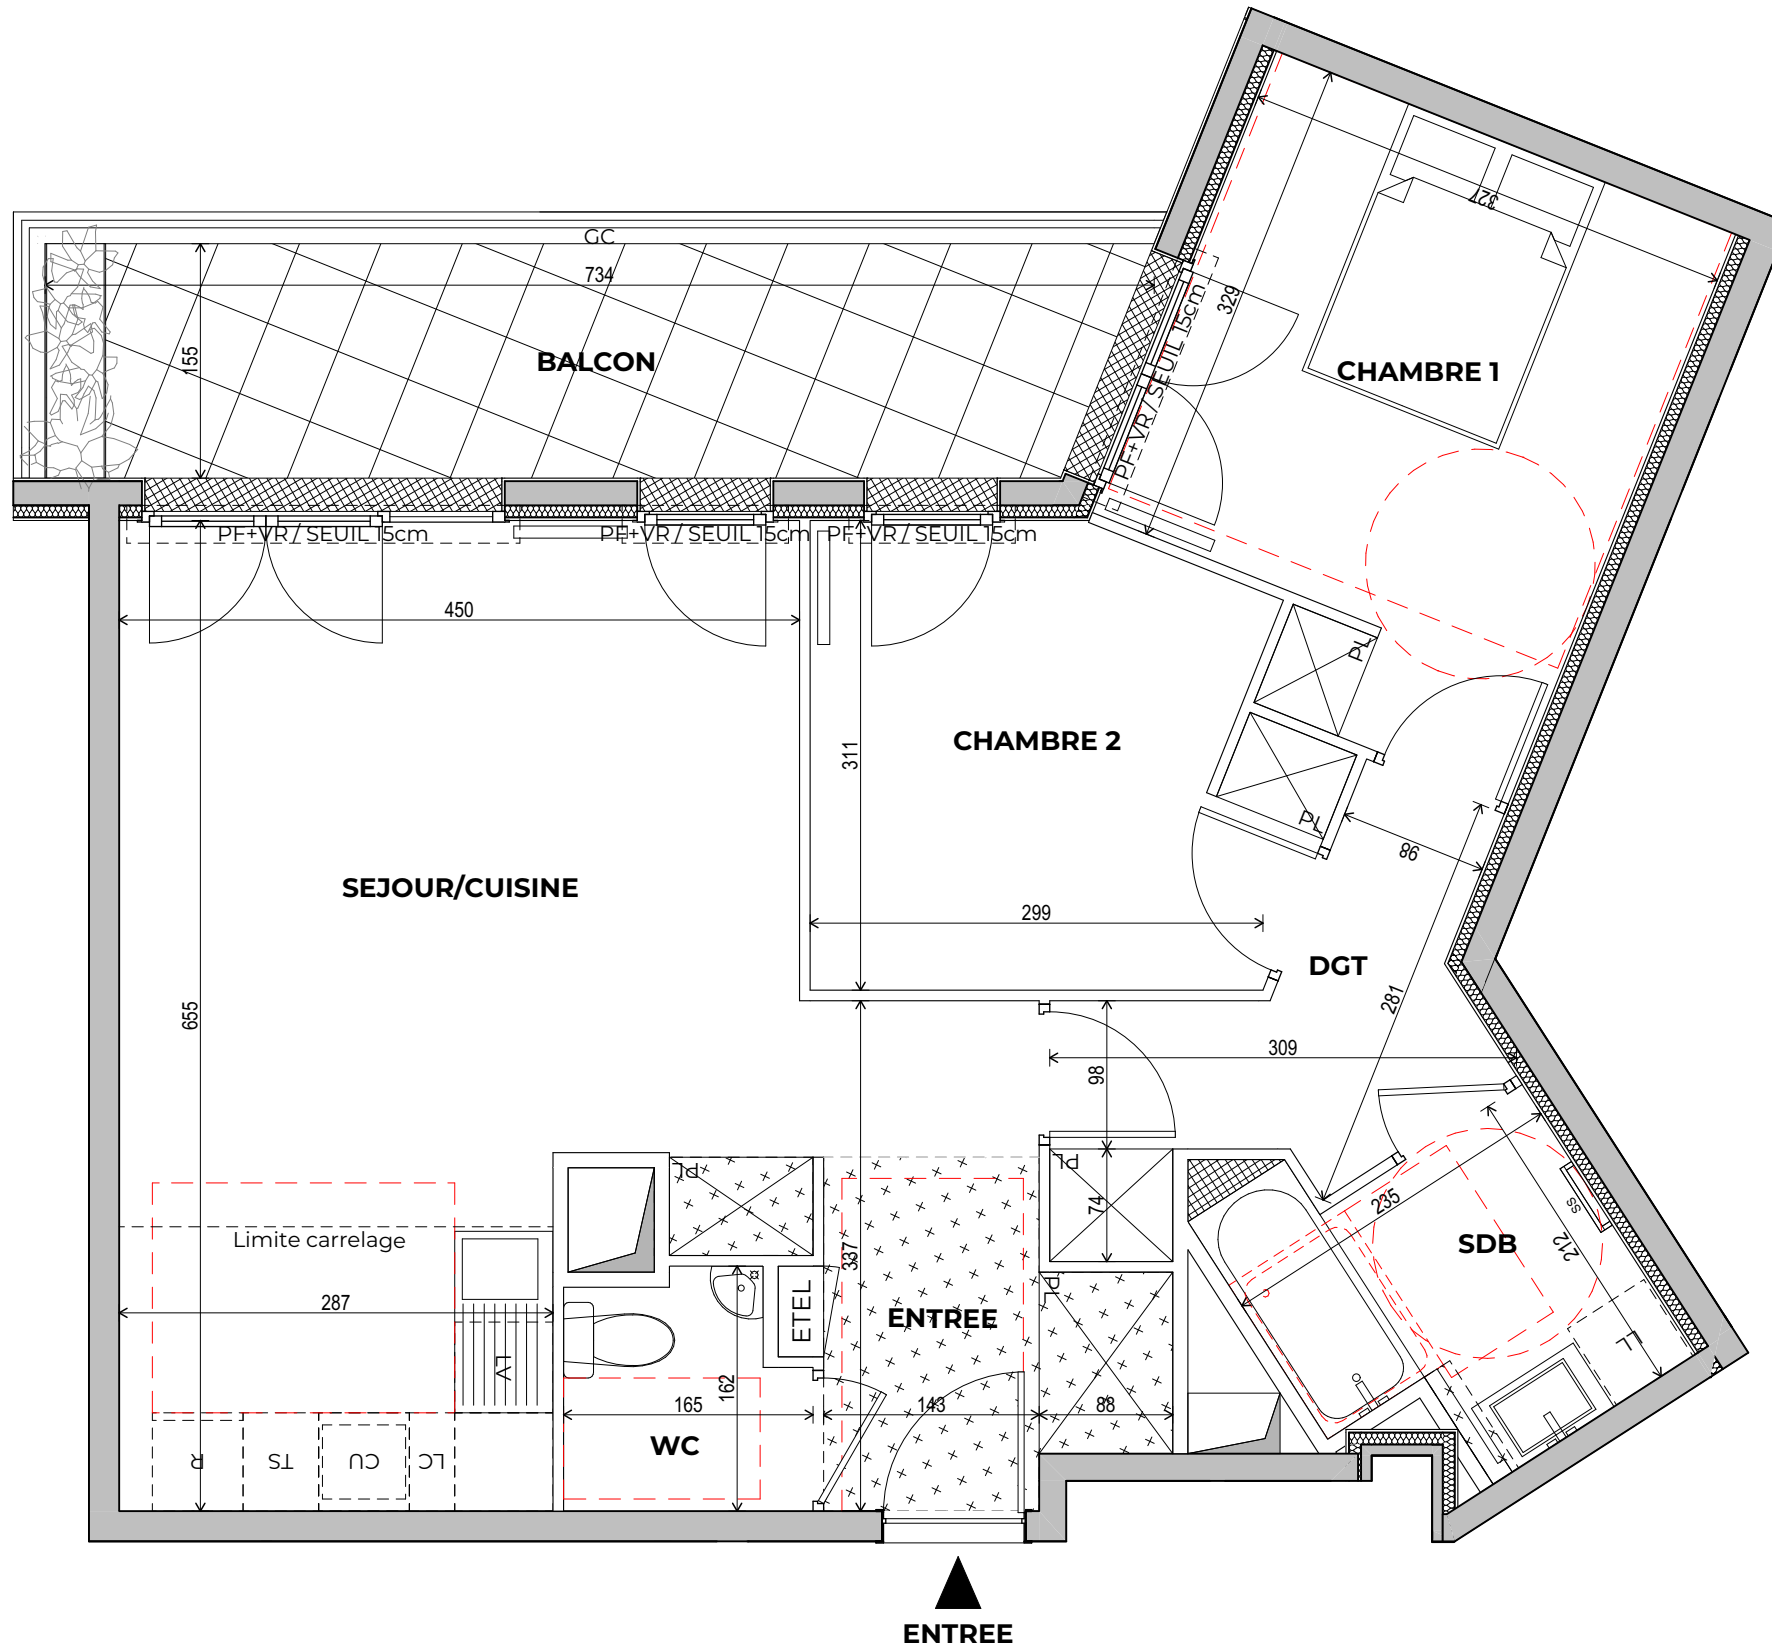 GC
734
155
BALCON
327
329
PF+VR / SEUIL 15cm
CHAMBRE 1
PF+VR / SEUIL 15cm
PF+VR / SEUIL 15cm
PF+VR / SEUIL 15cm
450
PL
CHAMBRE 2
311
PL
86
SEJOUR/CUISINE
299
DGT
281
655
309
98
PL
PL
74
235
SS
SDB
212
Limite carrelage
337
287
ETEL
ENTREE
PL
LL
LV
162
165
143
88
WC
R
TS
CU
LC
ENTREE